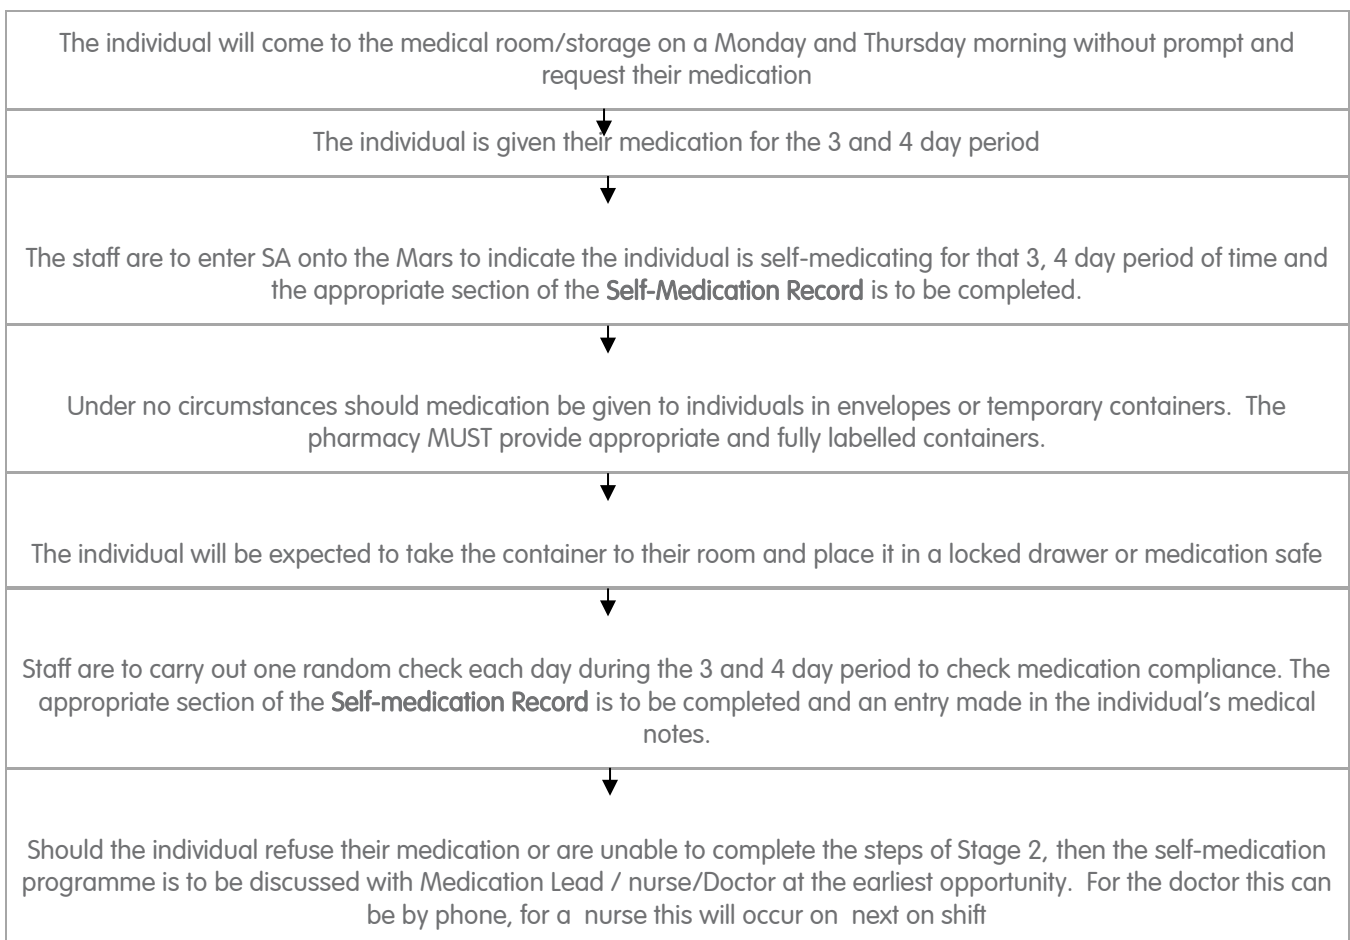 The individual will come to the medical room/storage on a Monday and Thursday morning without prompt and
request their medication
The individual is given their medication for the 3 and 4 day period
The staff are to enter SA onto the Mars to indicate the individual is self-medicating for that 3, 4 day period of time and
the appropriate section of the Self-Medication Record is to be completed.
Under no circumstances should medication be given to individuals in envelopes or temporary containers.  The
pharmacy MUST provide appropriate and fully labelled containers.
The individual will be expected to take the container to their room and place it in a locked drawer or medication safe
Staff are to carry out one random check each day during the 3 and 4 day period to check medication compliance. The
appropriate section of the Self-medication Record is to be completed and an entry made in the individual’s medical
notes.
Should the individual refuse their medication or are unable to complete the steps of Stage 2, then the self-medication
programme is to be discussed with Medication Lead / nurse/Doctor at the earliest opportunity.  For the doctor this can
be by phone, for a  nurse this will occur on  next on shift